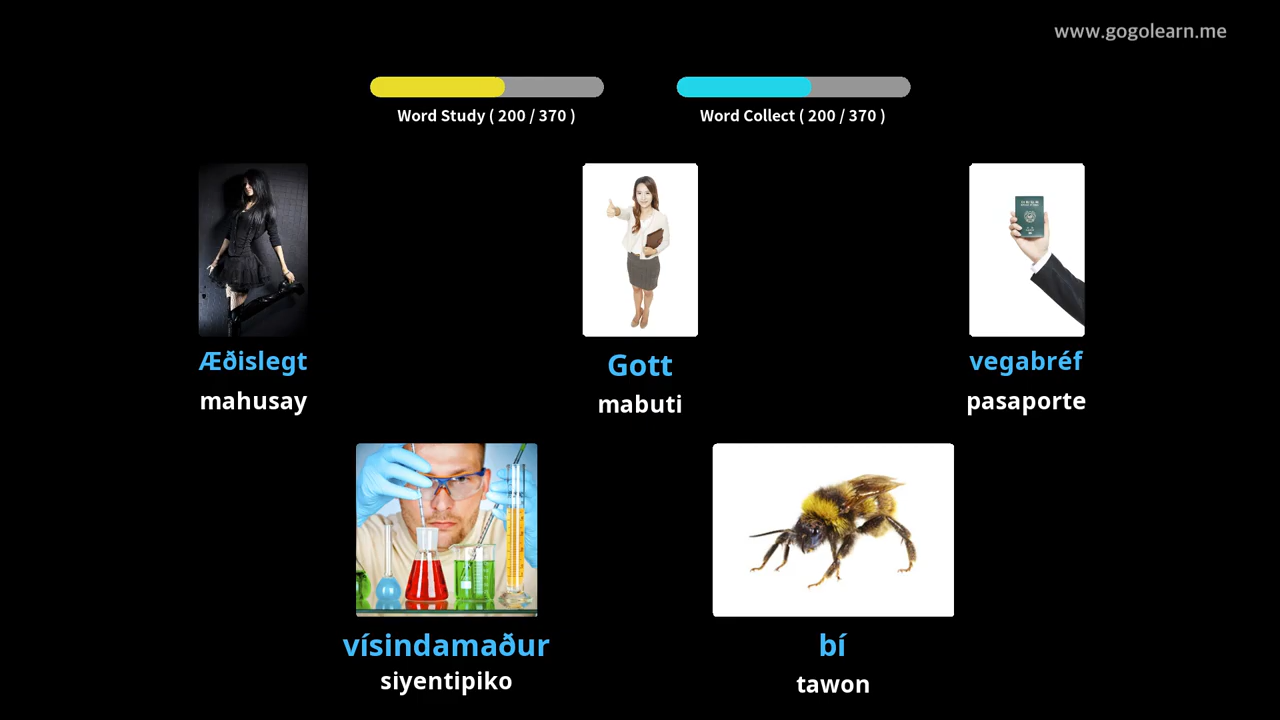 www.gogolearn.me
Word Study ( 200 / 370 )
Word Collect ( 200 / 370 )
Æðislegt
mahusay
Gott
mabuti
vegabréf
pasaporte
vísindamaður
siyentipiko
bí
tawon